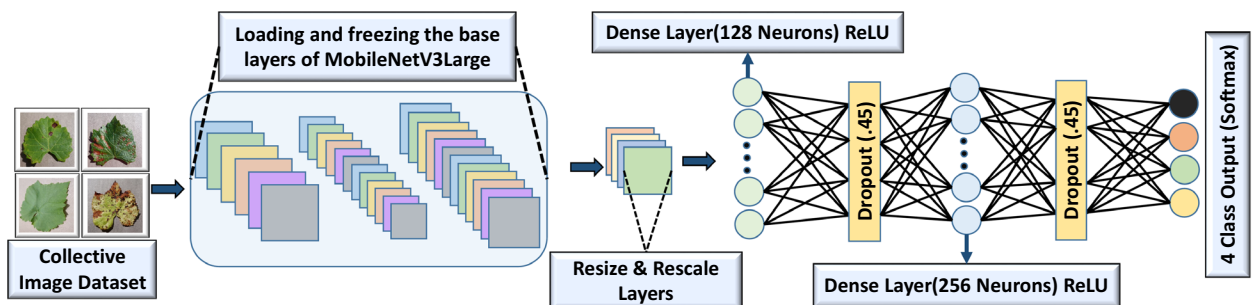 Loading and freezing the base
layers of MobileNetV3Large
Dense Layer(128 Neurons) ReLU
Collective
Image Dataset
Resize & Rescale
Layers
Dropout (.45)
Dense Layer(256 Neurons) ReLU
Dropout (.45)
4 Class Output (Softmax)